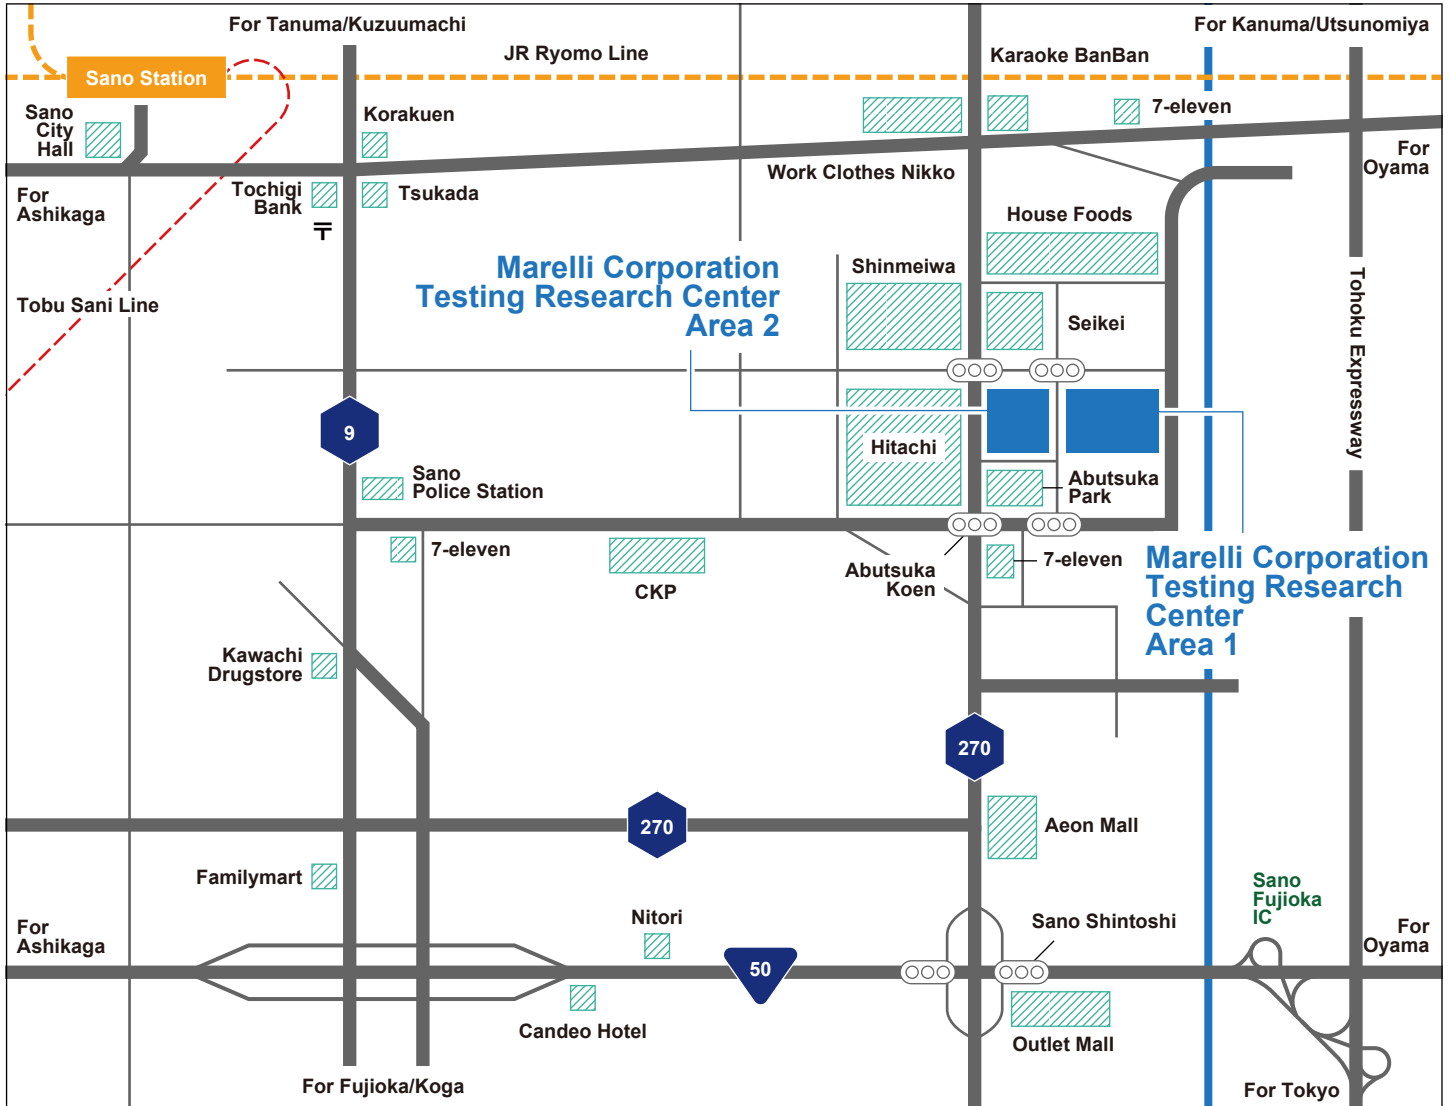 For Tanuma/Kuzuumachi
For Kanuma/Utsunomiya
JR Ryomo Line
Karaoke BanBan
Sano Station
Sano
City
Hall
Korakuen
7-eleven
For
Oyama
Work Clothes Nikko
For
Ashikaga
Tochigi
Bank
Tsukada
〒
House Foods
Marelli Corporation
Testing Research Center
Area 2
Shinmeiwa
Tobu Sani Line
Seikei
Tohoku Expressway
9
Hitachi
Sano
Police Station
Abutsuka
Park
7-eleven
CKP
Abutsuka
Koen
7-eleven
Marelli Corporation
Testing Research
Center
Area 1
Kawachi
Drugstore
270
270
Aeon Mall
Familymart
Sano
Fujioka
IC
For
Ashikaga
Nitori
Sano Shintoshi
For
Oyama
50
Candeo Hotel
Outlet Mall
For Fujioka/Koga
For Tokyo